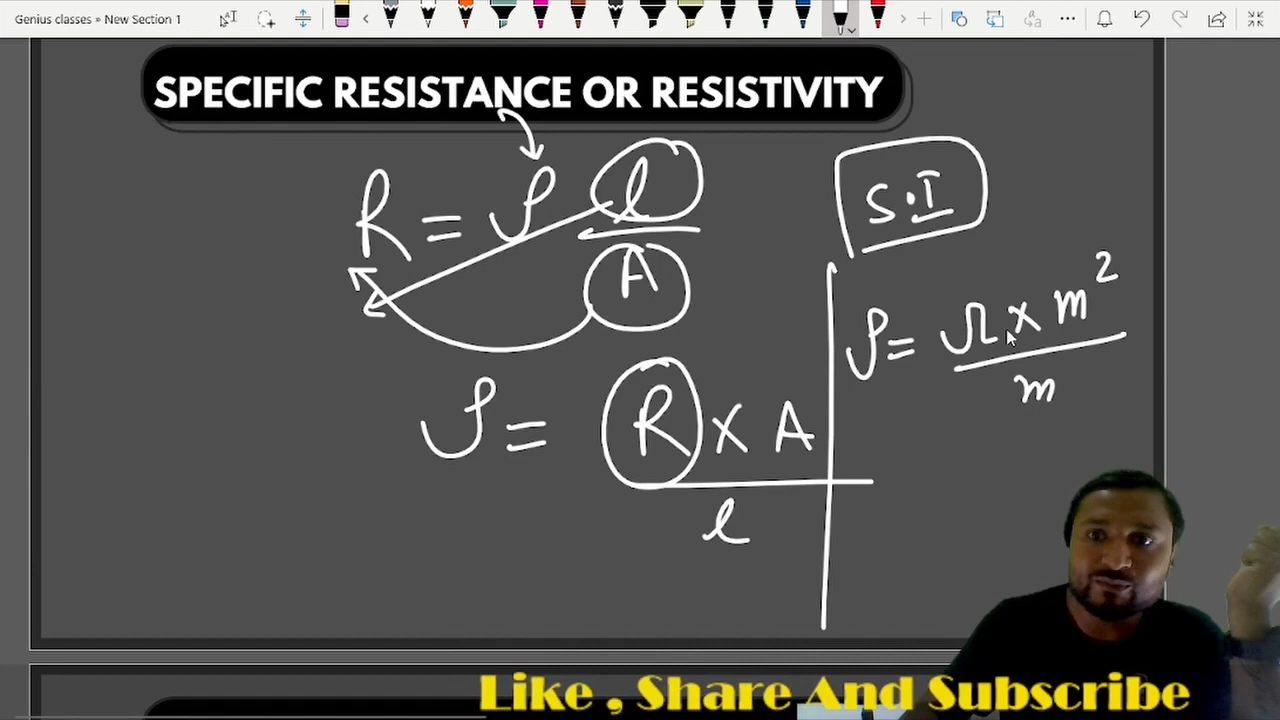 Genius classes » New Section 1
SPECIFIC RESISTANCE OR RESISTIVITY
R = ρ l
A
ρ = R × A
l
S.I
ρ = Ω × m²
m
Like , Share And Subscribe